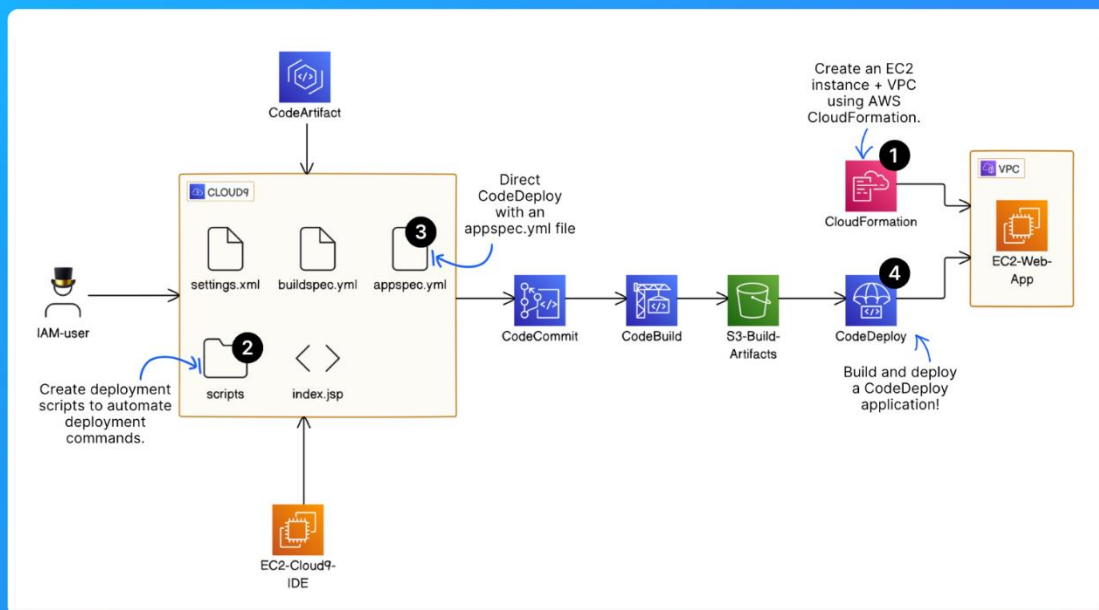 CodeArtifact
Create an EC2
instance + VPC
using AWS
CloudFormation.
1
CloudFormation
VPC
EC2-Web-
App
CLOUD9
Direct
CodeDeploy
with an
appspec.yml file
settings.xml
buildspec.yml
3
appspec.yml
IAM-user
2
scripts
index.jsp
Create deployment
scripts to automate
deployment
commands.
CodeCommit
CodeBuild
S3-Build-
Artifacts
4
CodeDeploy
Build and deploy
a CodeDeploy
application!
EC2-Cloud9-
IDE